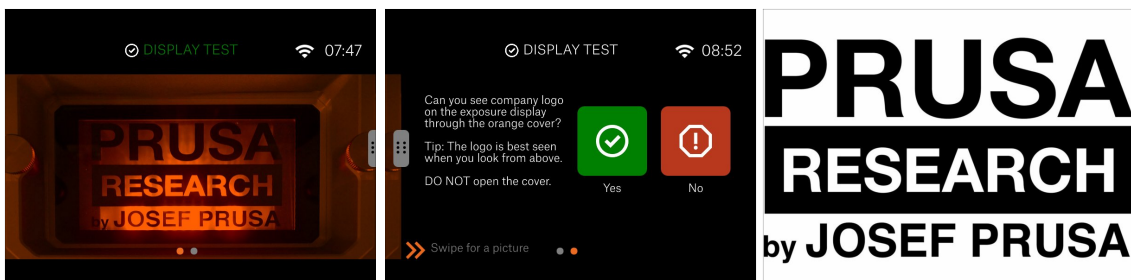 DISPLAY TEST
07:47
PRUSA
RESEARCH
by JOSEF PRUSA
DISPLAY TEST
08:52
Can you see company logo
on the exposure display
through the orange cover?
Tip: The logo is best seen
when you look from above.
DO NOT open the cover.
Yes
No
Swipe for a picture
PRUSA
RESEARCH
by JOSEF PRUSA